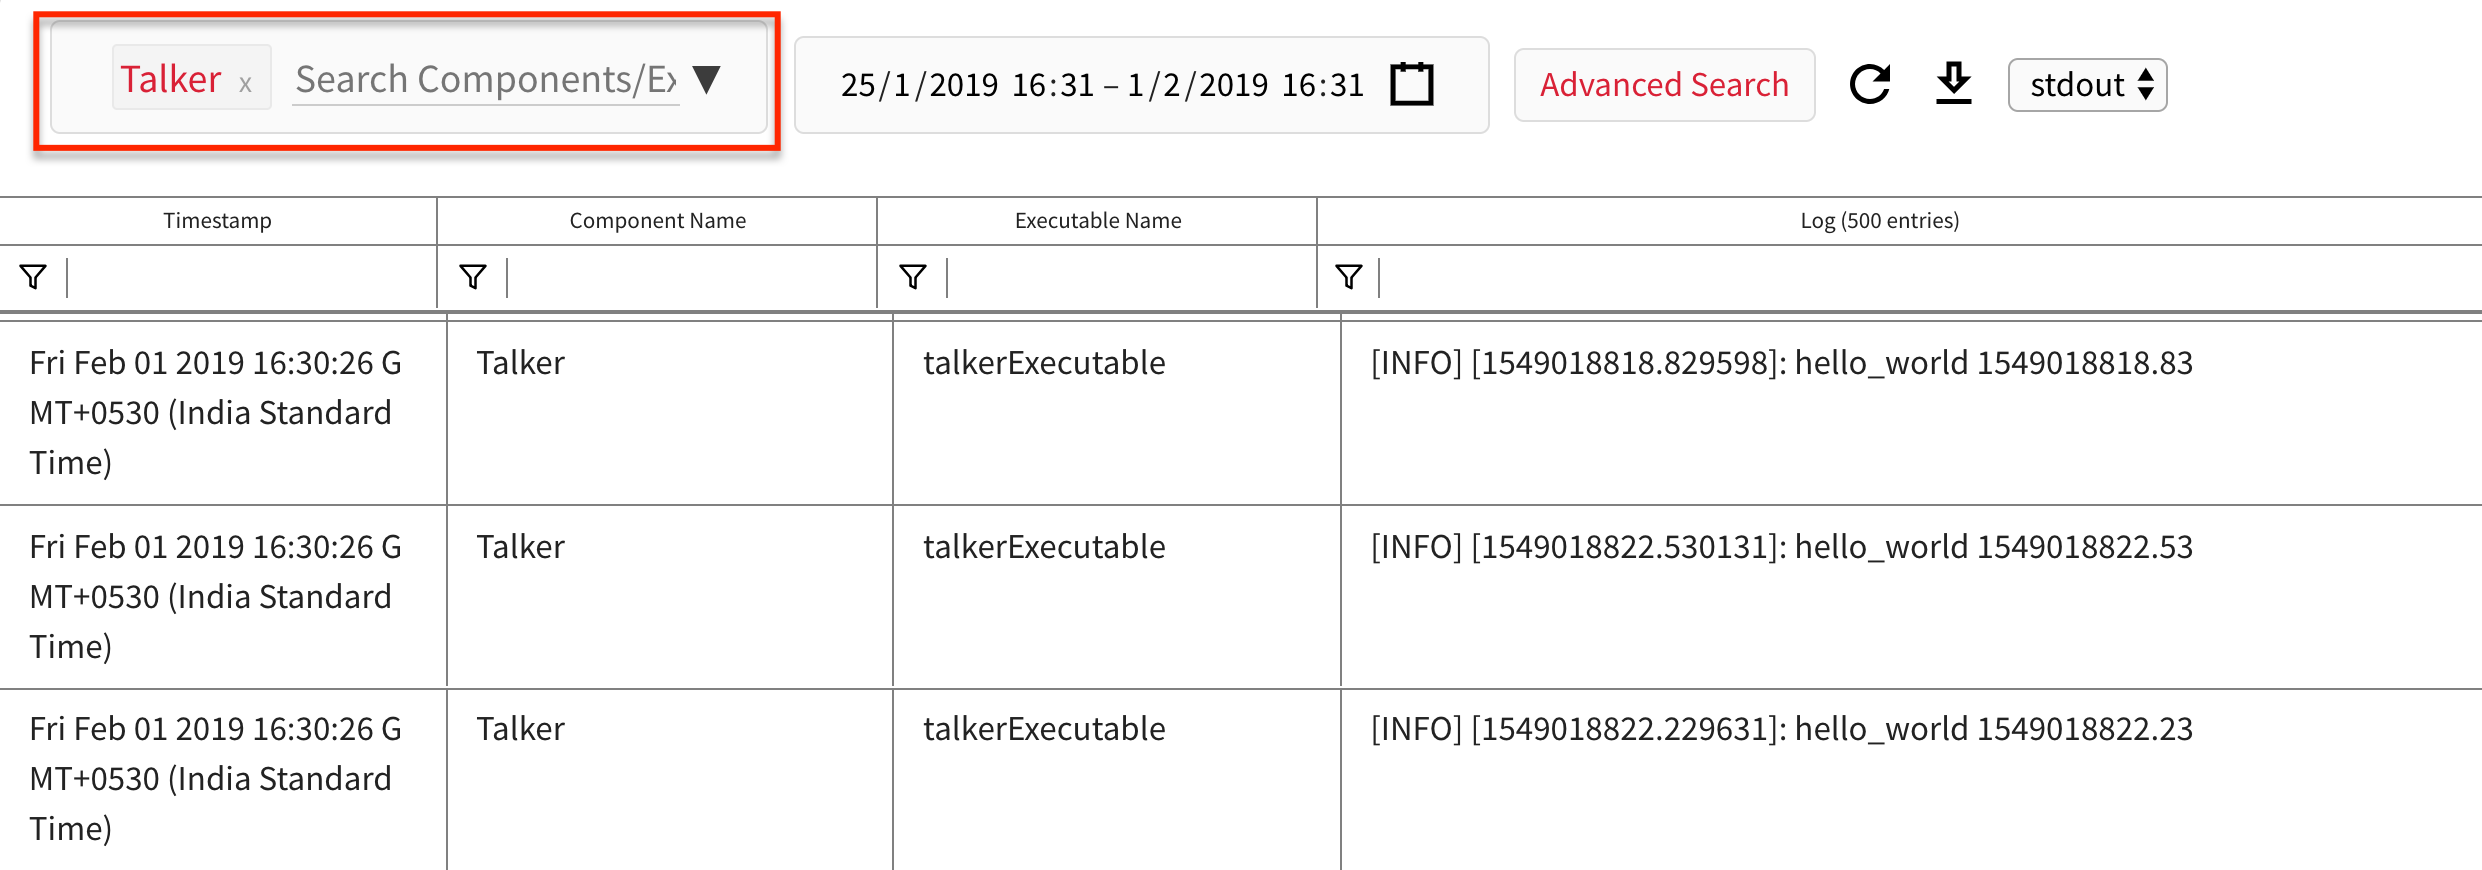 Talker x Search Components/Ex
25/1/2019 16:31 – 1/2/2019 16:31
Advanced Search
stdout
Timestamp Component Name Executable Name Log (500 entries)
Fri Feb 01 2019 16:30:26 G
MT+0530 (India Standard
Time)
Talker
talkerExecutable
[INFO] [1549018818.829598]: hello_world 1549018818.83
Fri Feb 01 2019 16:30:26 G
MT+0530 (India Standard
Time)
Talker
talkerExecutable
[INFO] [1549018822.530131]: hello_world 1549018822.53
Fri Feb 01 2019 16:30:26 G
MT+0530 (India Standard
Time)
Talker
talkerExecutable
[INFO] [1549018822.229631]: hello_world 1549018822.23